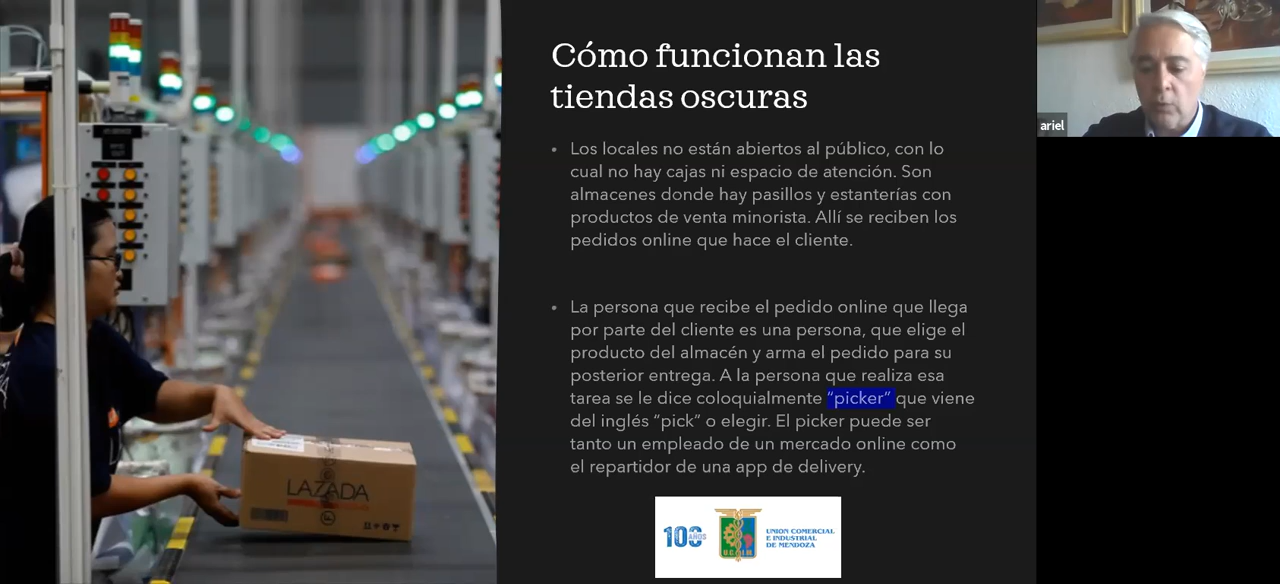 Cómo funcionan las
tiendas oscuras
• Los locales no están abiertos al público, con lo
cual no hay cajas ni espacio de atención. Son
almacenes donde hay pasillos y estanterías con
productos de venta minorista. Allí se reciben los
pedidos online que hace el cliente.
• La persona que recibe el pedido online que llega
por parte del cliente es una persona, que elige el
producto del almacén y arma el pedido para su
posterior entrega. A la persona que realiza esa
tarea se le dice coloquialmente “picker” que viene
del inglés “pick” o elegir. El picker puede ser
tanto un empleado de un mercado online como
el repartidor de una app de delivery.
ariel
LAZADA
100 AÑOS
UCIM
UNION COMERCIAL
E INDUSTRIAL
DE MENDOZA